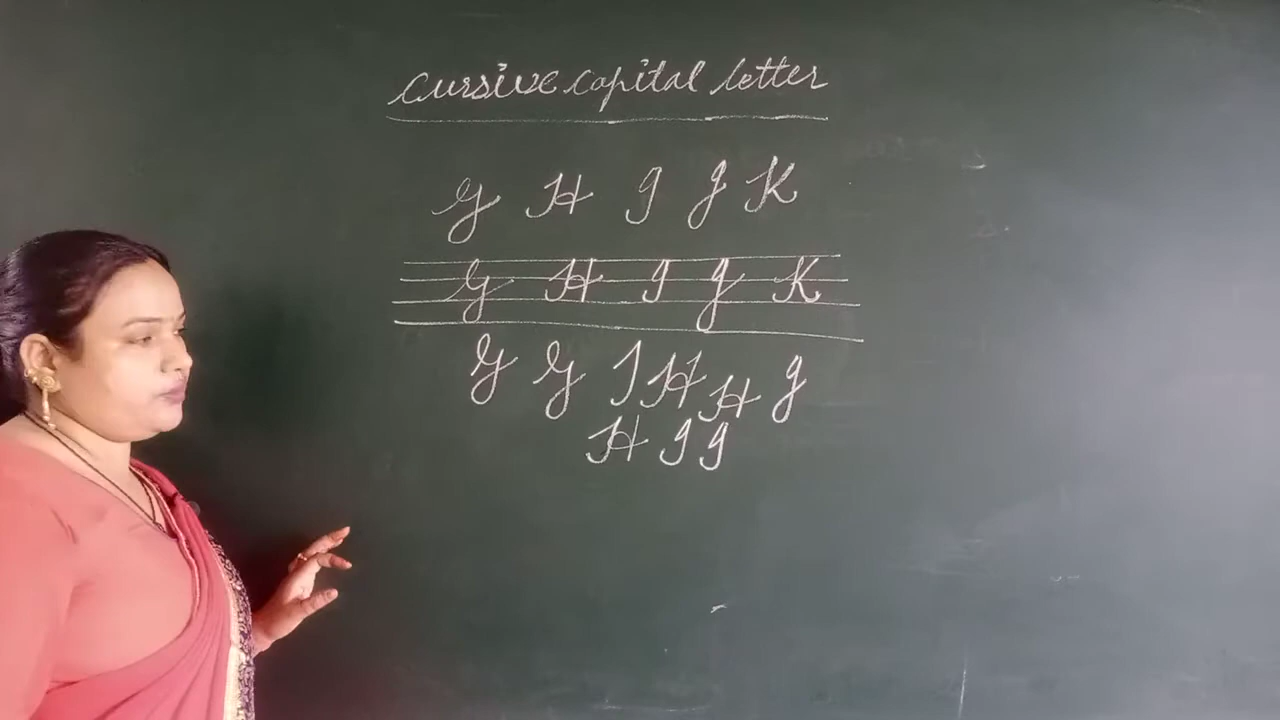 Cursive capital letter
G H I J K
G H I J K
G G J H H J
H I I